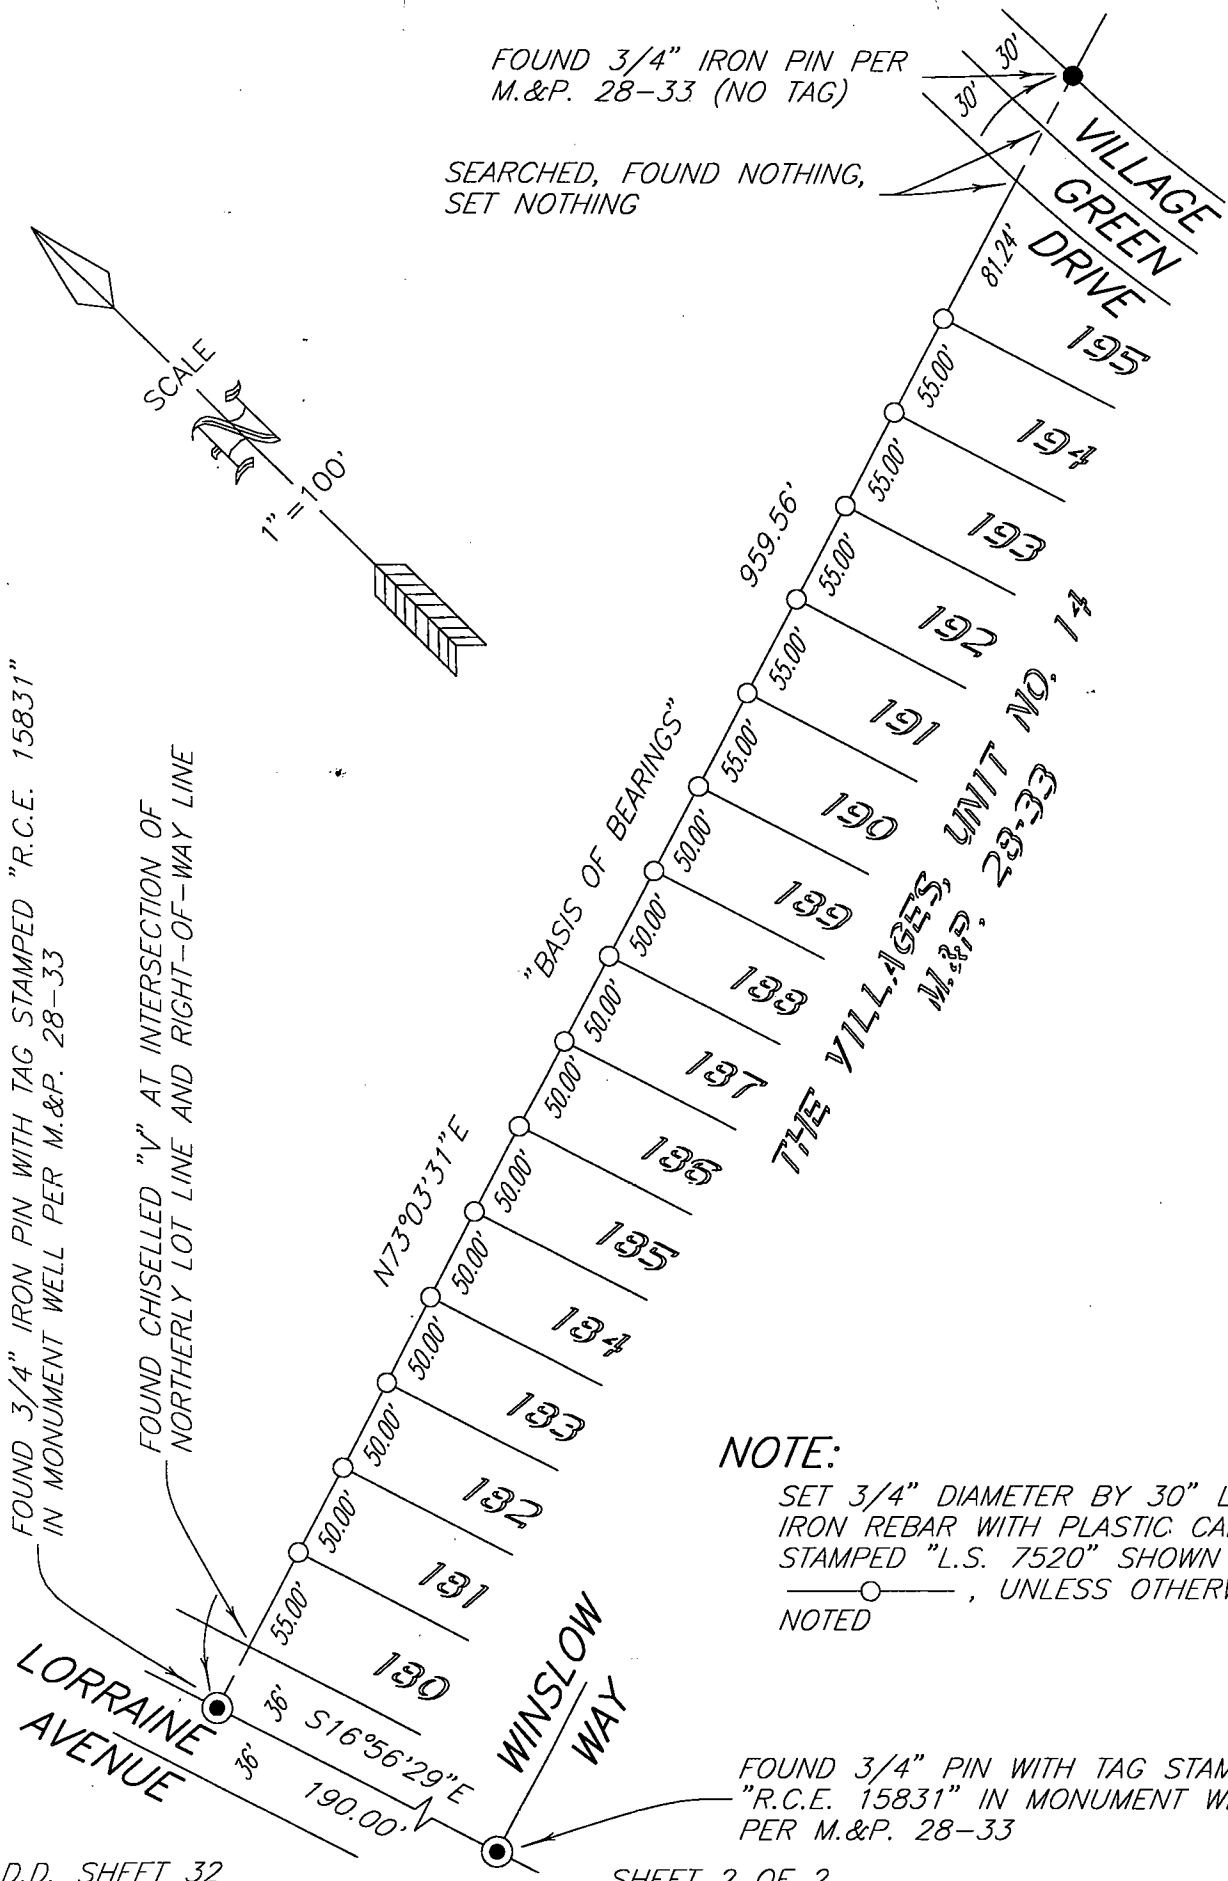 FOUND 3/4" IRON PIN PER
M.&P. 28-33 (NO TAG)
SEARCHED, FOUND NOTHING,
SET NOTHING
30'
30'
VILLAGE
GREEN
DRIVE
SCALE
N
1"=100'
81.24'
195
55.00'
194
55.00'
193
55.00'
192
55.00'
191
55.00'
190
50.00'
189
50.00'
188
50.00'
187
50.00'
186
50.00'
185
50.00'
184
50.00'
183
50.00'
182
50.00'
181
55.00'
180
959.56'
"BASIS OF BEARINGS"
N73°03'31"E
THE VILLAGES, UNIT NO. 14
M.&P. 28-33
FOUND 3/4" IRON PIN WITH TAG STAMPED "R.C.E. 15831"
IN MONUMENT WELL PER M.&P. 28-33
FOUND CHISELLED "V" AT INTERSECTION OF
NORTHERLY LOT LINE AND RIGHT-OF-WAY LINE
NOTE:
SET 3/4" DIAMETER BY 30" L
IRON REBAR WITH PLASTIC CA
STAMPED "L.S. 7520" SHOWN
, UNLESS OTHERW
NOTED
LORRAINE
AVENUE
36'
36'
S16°56'29"E
190.00'
WINSLOW
WAY
FOUND 3/4" PIN WITH TAG STAM
"R.C.E. 15831" IN MONUMENT W
PER M.&P. 28-33
D.D. SHEET 32
SHEET 2 OF 2